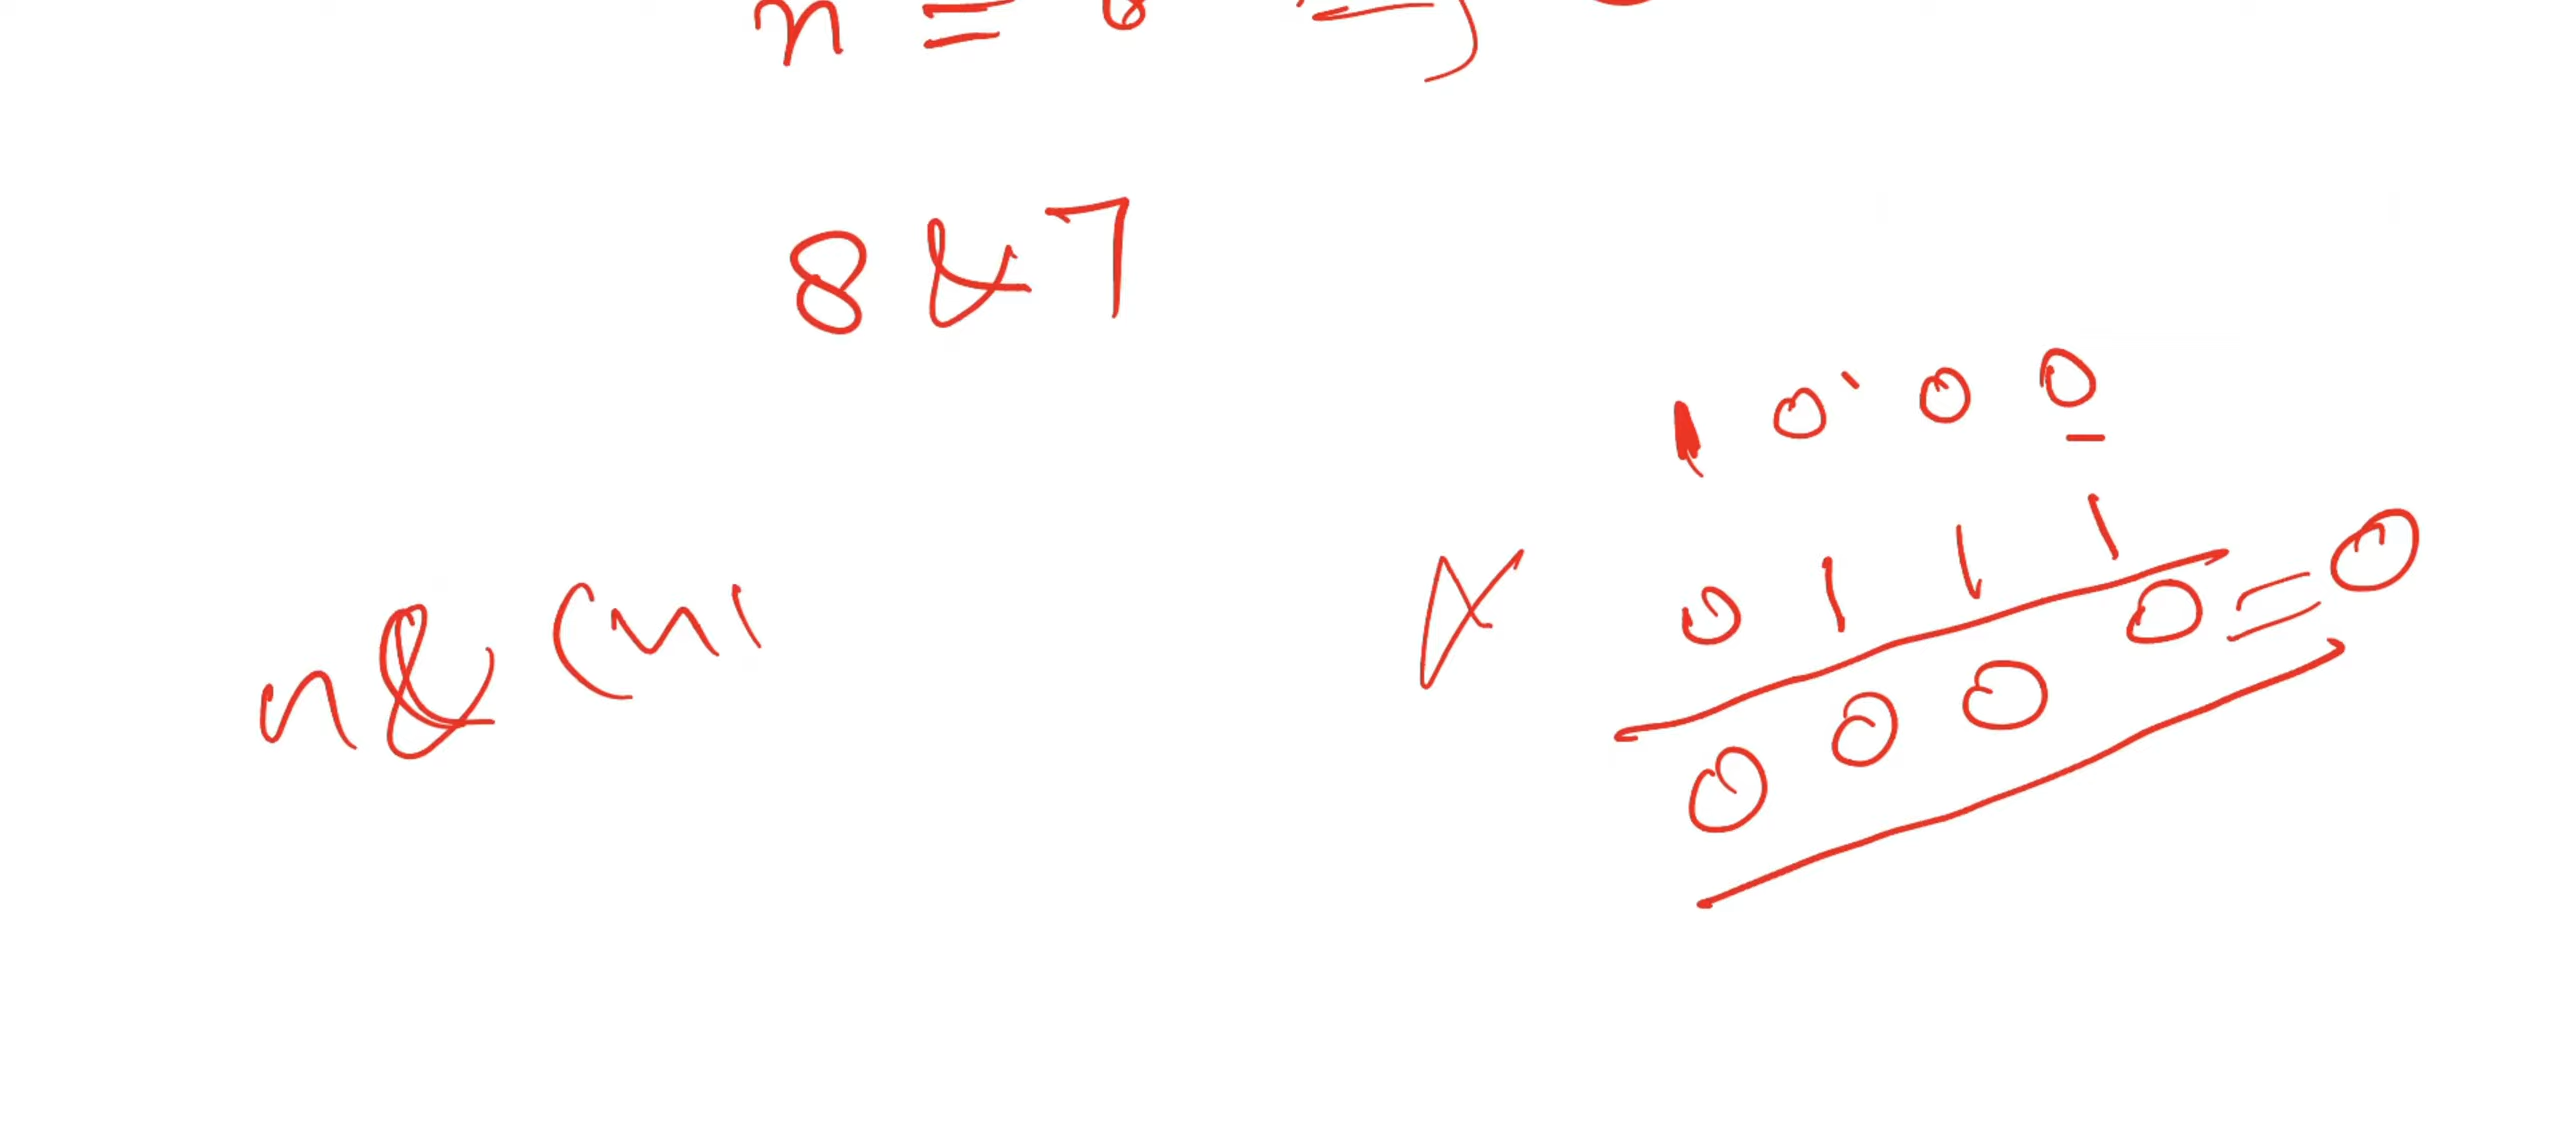 n = 8
8 & 7
1 0 0 0
& 0 1 1 1
0 0 0 0 = 0
n & (n